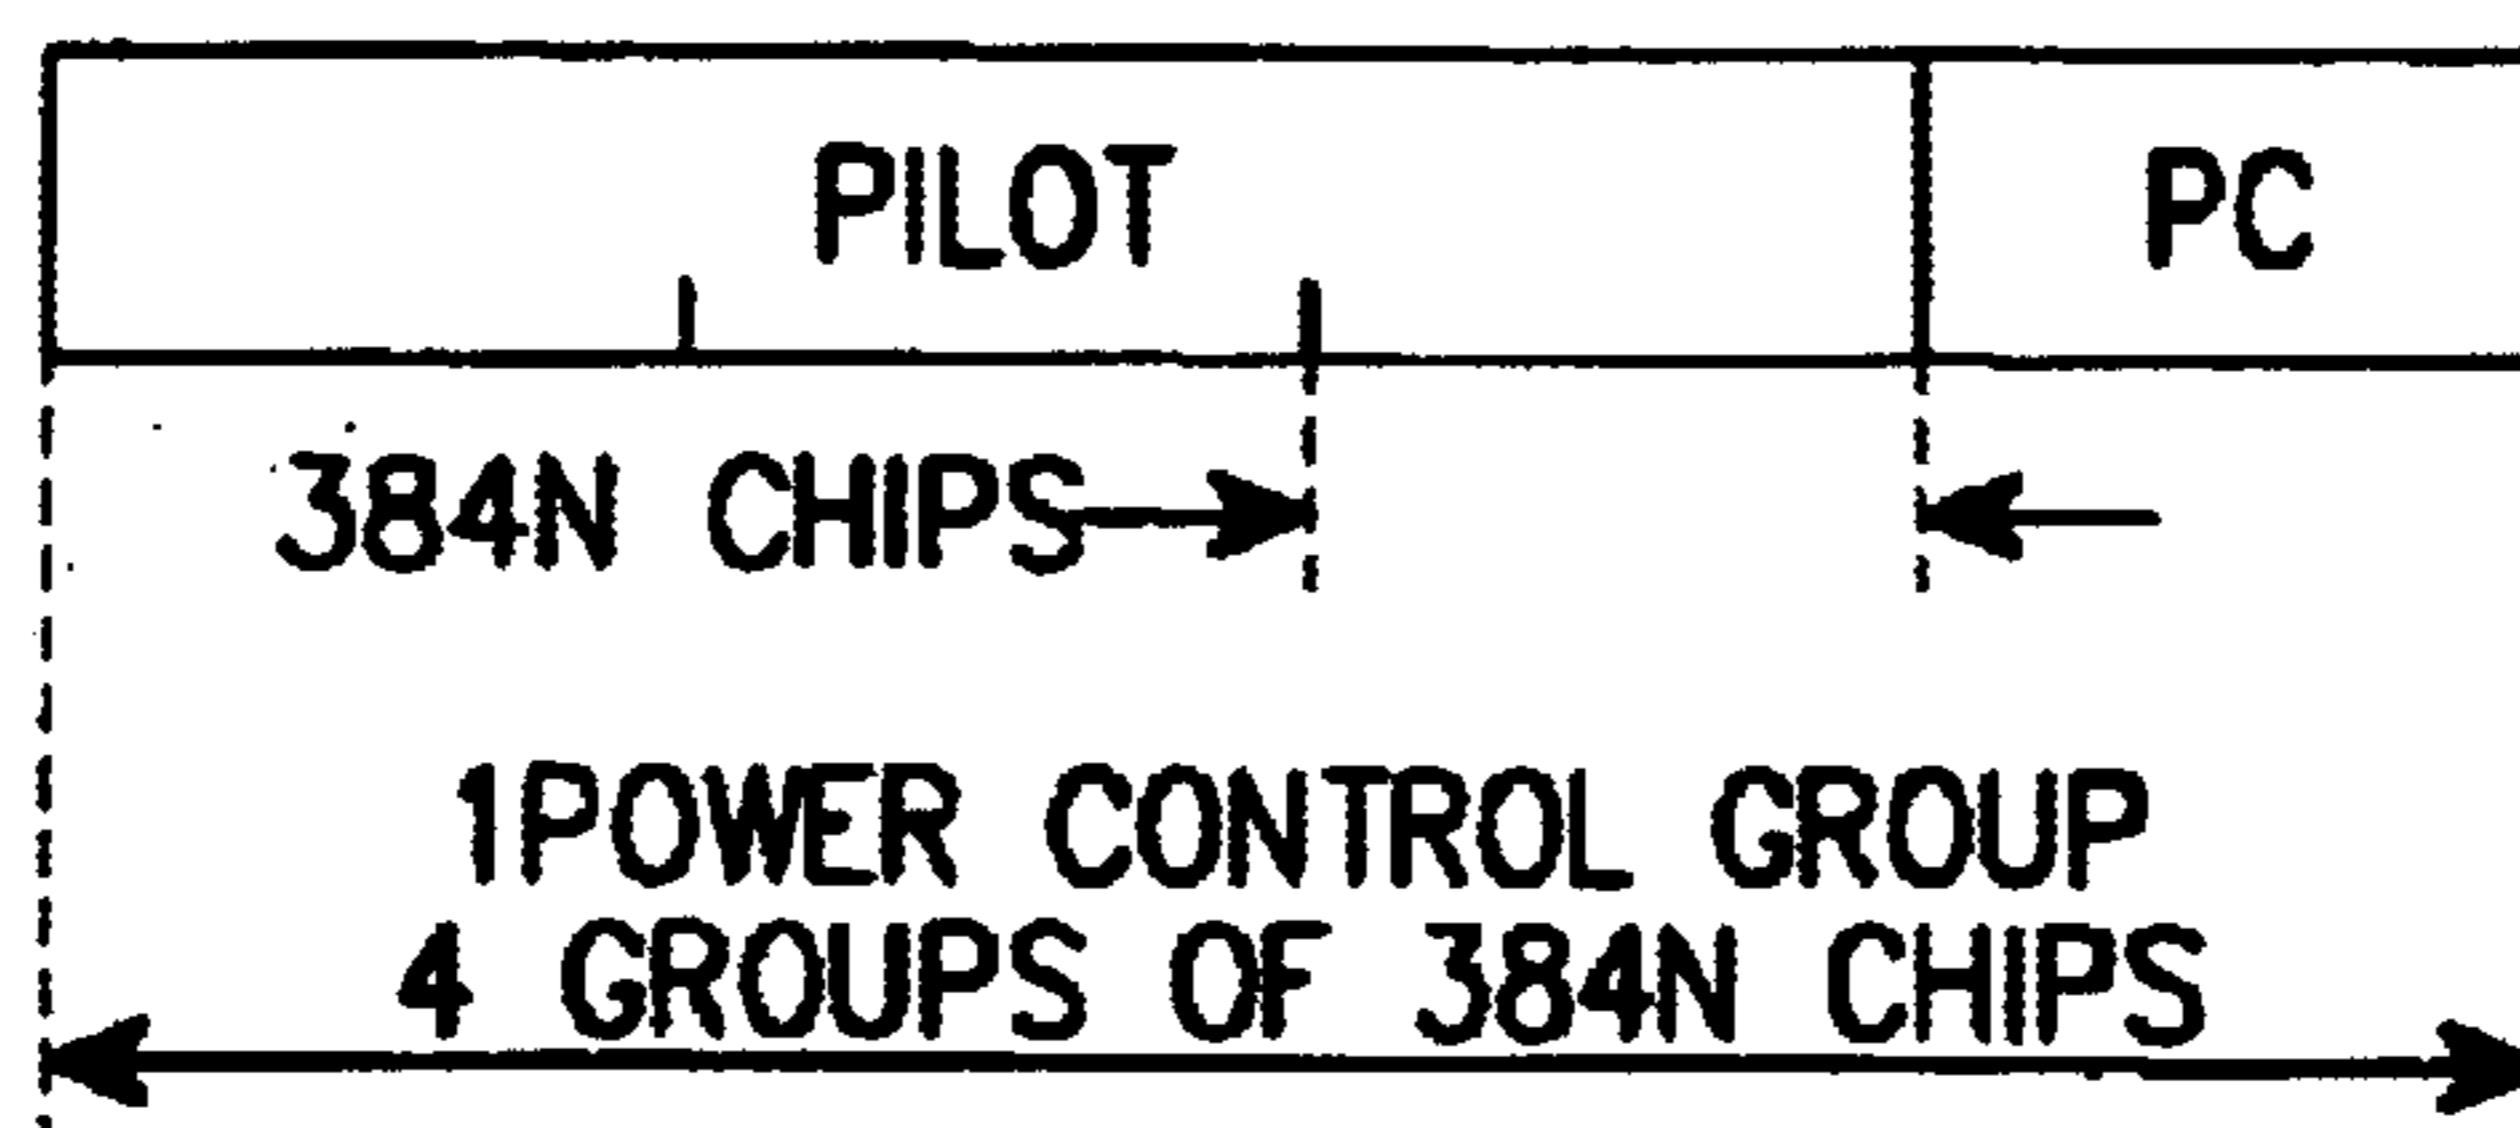 PILOT PC
384N CHIPS
1POWER CONTROL GROUP
4 GROUPS OF 384N CHIPS